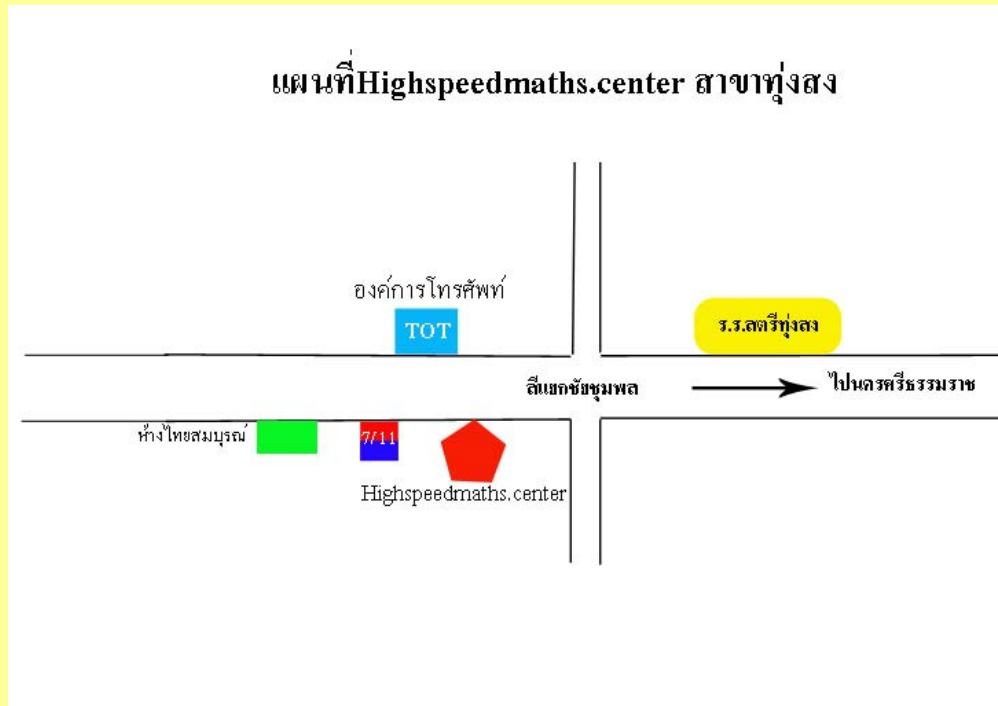 แผนที่Highspeedmaths.center สาขาทุ่งสง
องค์การโทรศัพท์
TOT
ร.ร.สตรีทุ่งสง
สี่แยกชัยชุมพล
ไปนครศรีธรรมราช
ห้างไทยสมบูรณ์
7/11
Highspeedmaths.center